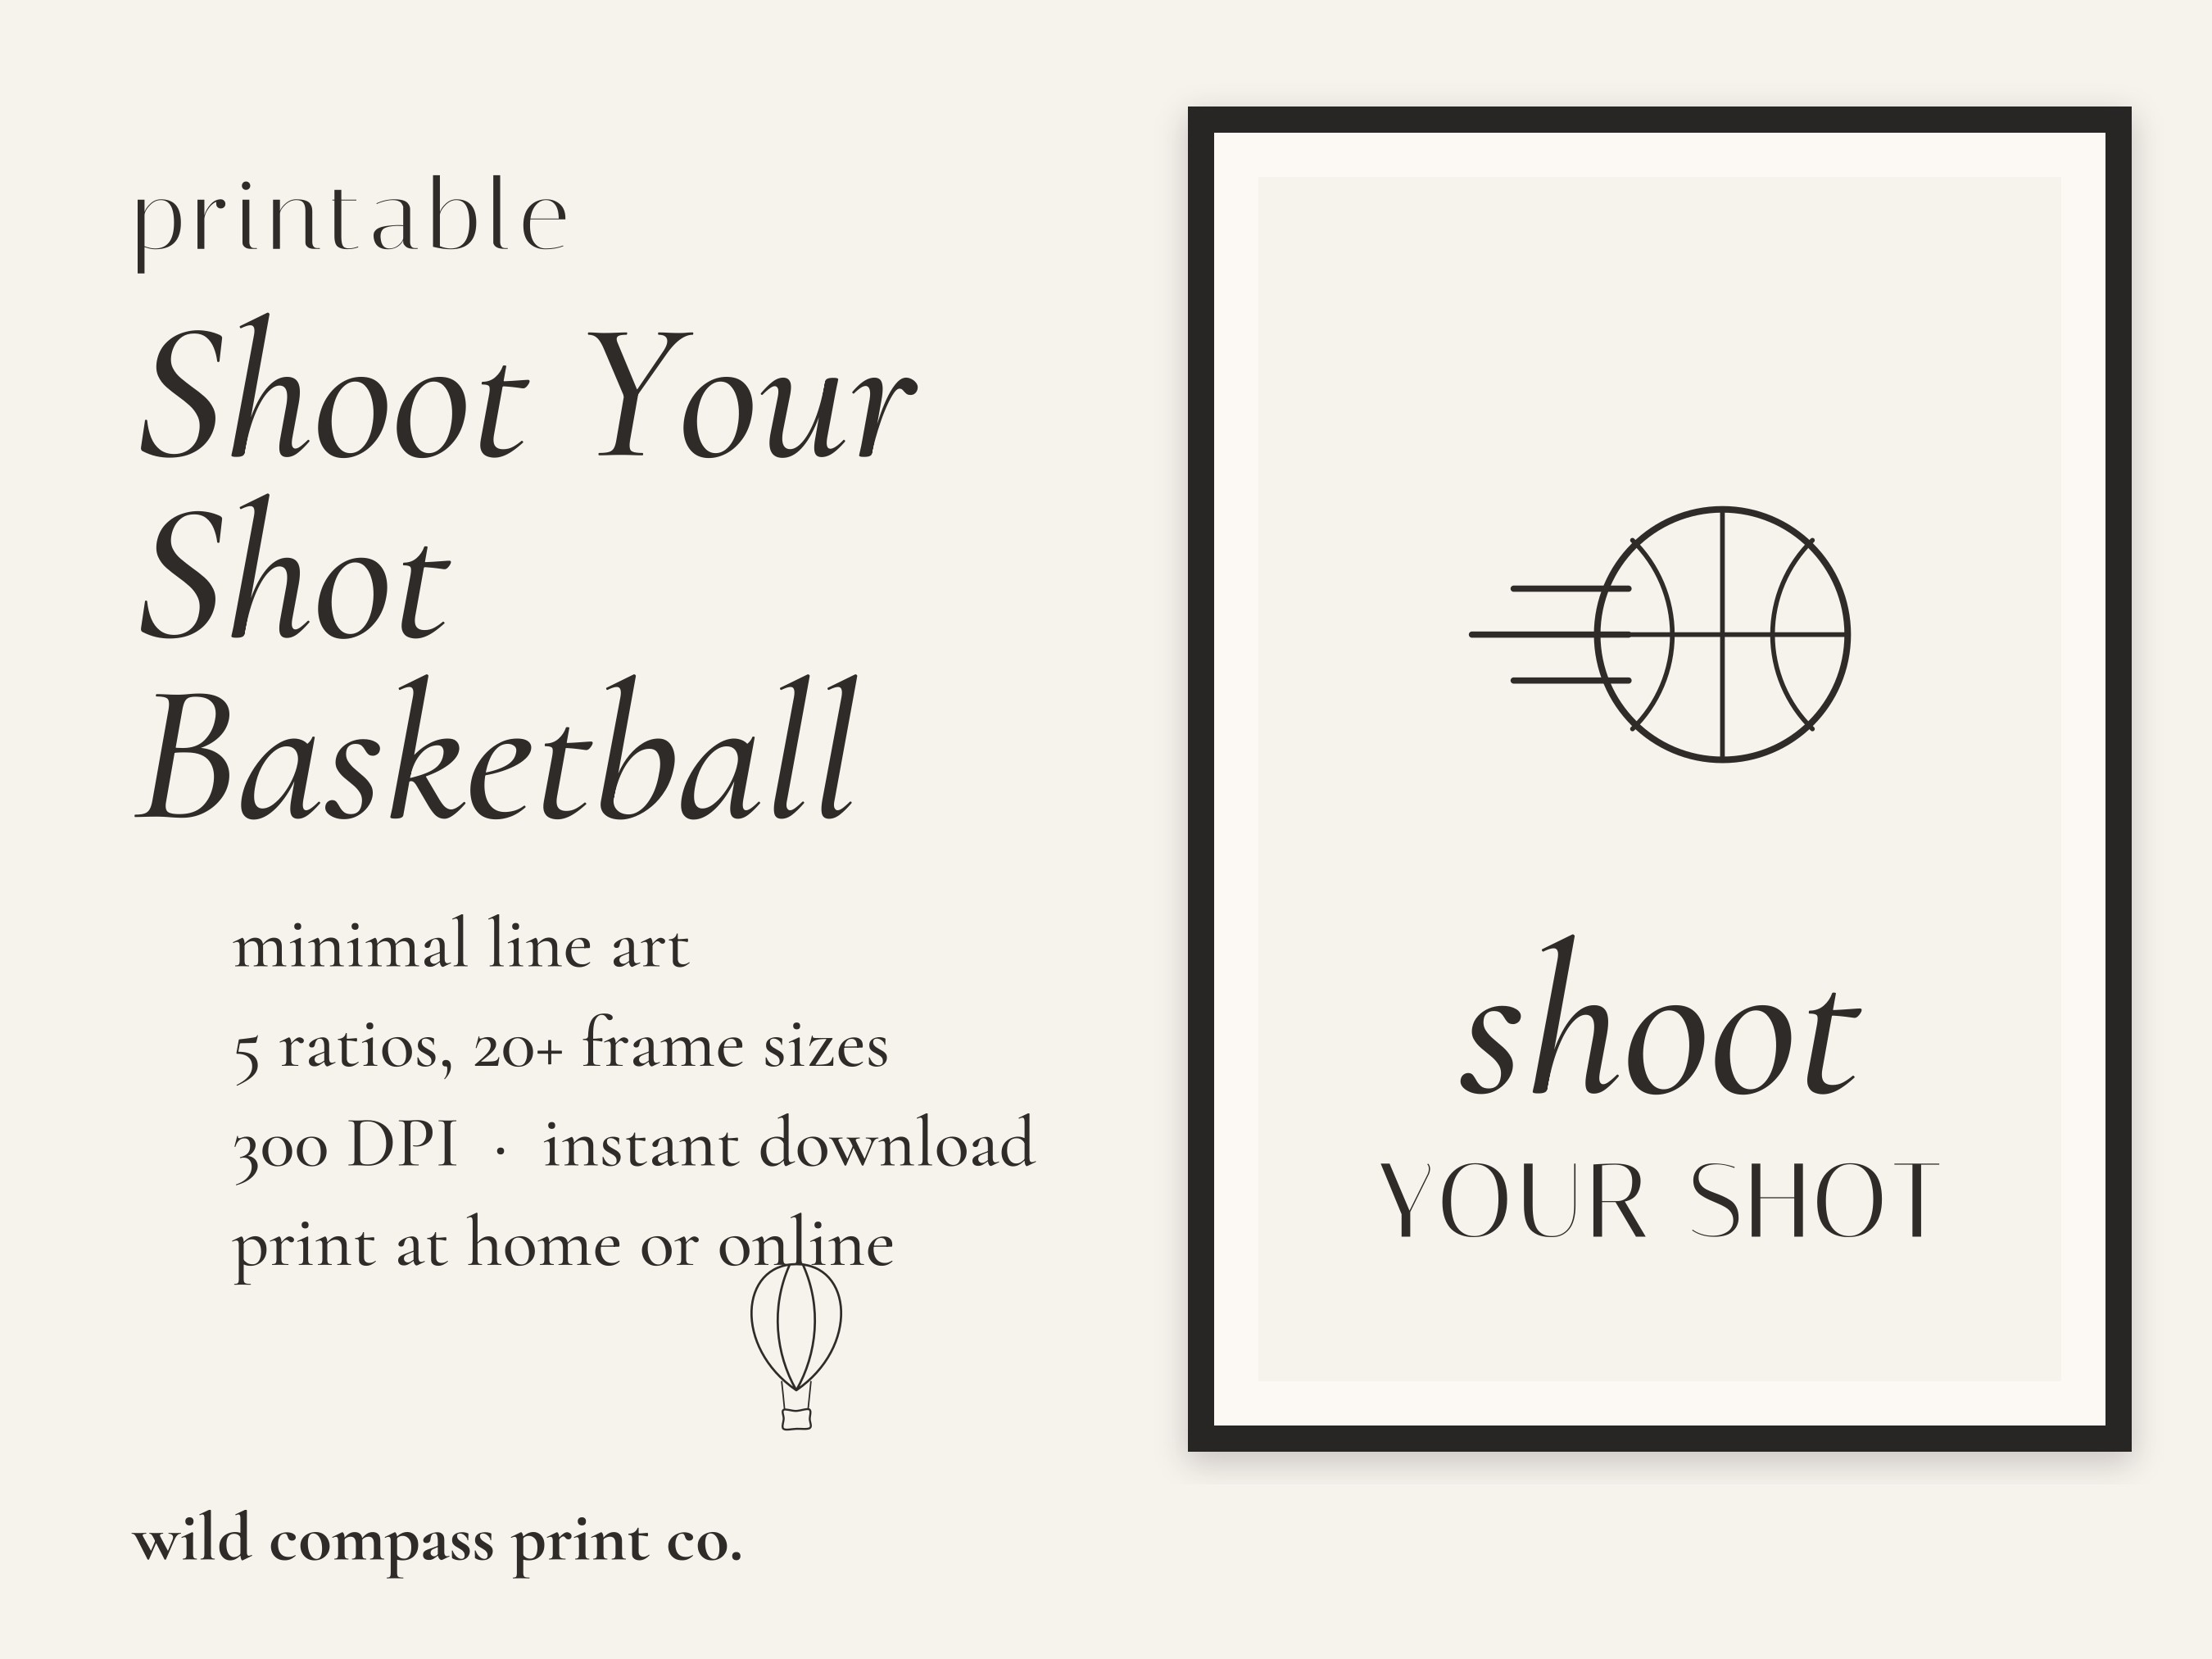 printable
Shoot Your
Shot
Basketball
minimal line art
5 ratios, 20+ frame sizes
300 DPI · instant download
print at home or online
wild compass print co.
shoot
YOUR SHOT